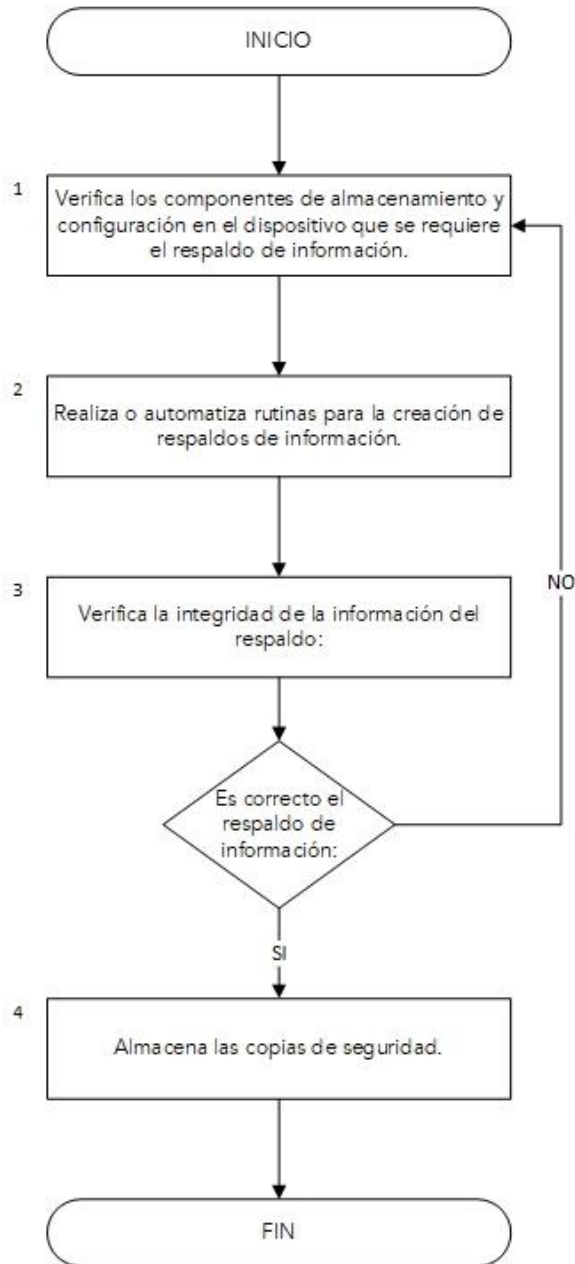 INICIO
1
Verifica los componentes de almacenamiento y
configuración en el dispositivo que se requiere
el respaldo de información.
2
Realiza o automatiza rutinas para la creación de
respaldos de información.
3
Verifica la integridad de la información del
respaldo:
NO
Es correcto el
respaldo de
información:
SI
4
Almacena las copias de seguridad.
FIN